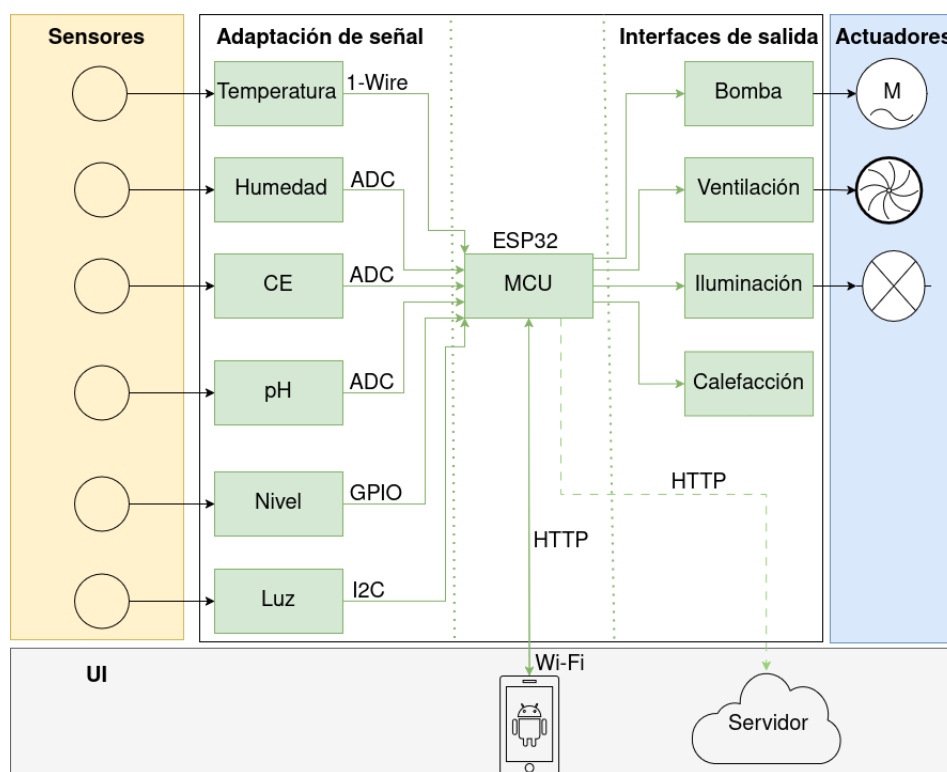 Sensores
Adaptación de señal
Interfaces de salida
Actuadores
Temperatura
1-Wire
Bomba
M
Humedad
ADC
Ventilación
ESP32
CE
ADC
MCU
Iluminación
pH
ADC
Calefacción
Nivel
GPIO
HTTP
HTTP
Luz
I2C
UI
Wi-Fi
Servidor